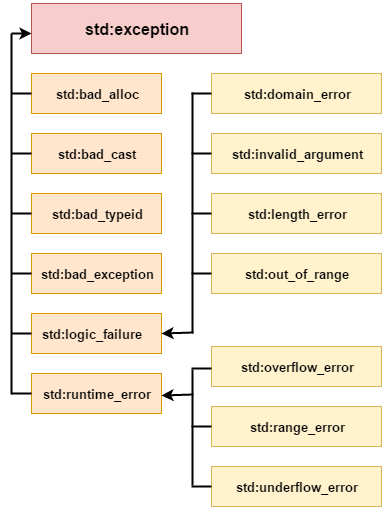 std:exception
std:bad_alloc
std:bad_cast
std:bad_typeid
std:bad_exception
std:logic_failure
std:runtime_error
std:domain_error
std:invalid_argument
std:length_error
std:out_of_range
std:overflow_error
std:range_error
std:underflow_error